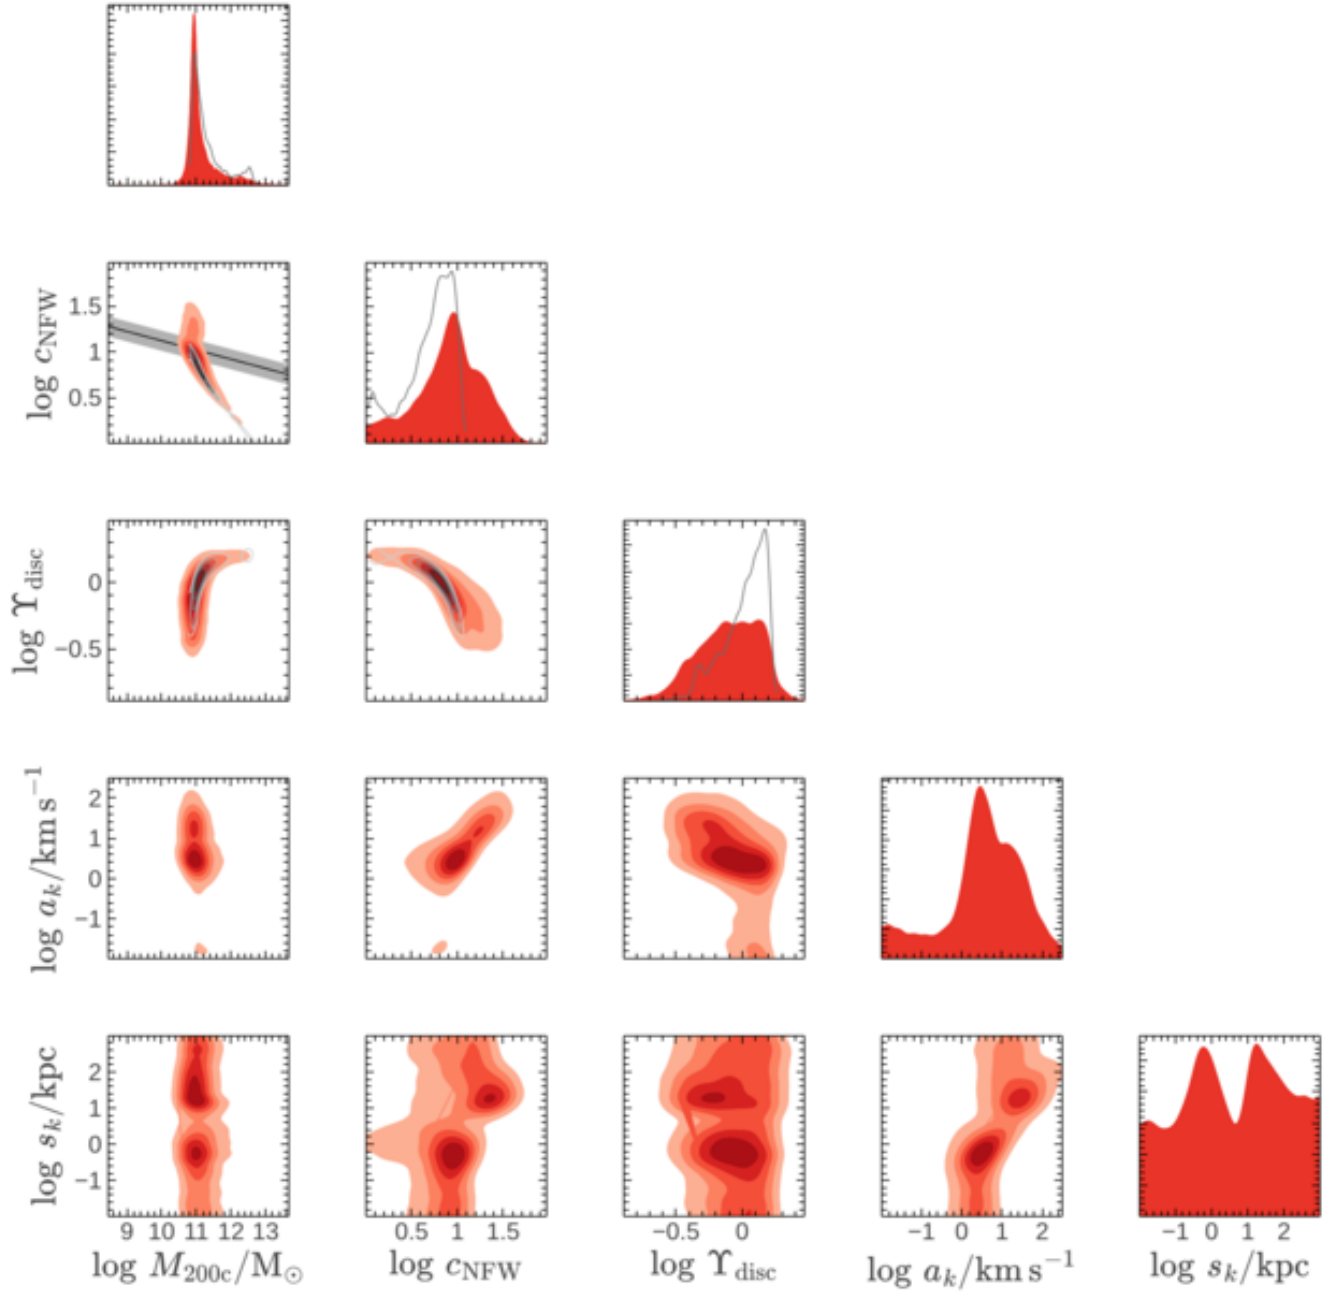 log c_NFW
1.5
1
0.5
log ϒ_disc
0
−0.5
log a_k/km s⁻¹
2
1
0
−1
log s_k/kpc
2
1
0
−1
9 10 11 12 13
0.5 1 1.5
−0.5 0
−1 0 1 2
−1 0 1 2
log M_200c/M_⊙
log c_NFW
log ϒ_disc
log a_k/km s⁻¹
log s_k/kpc